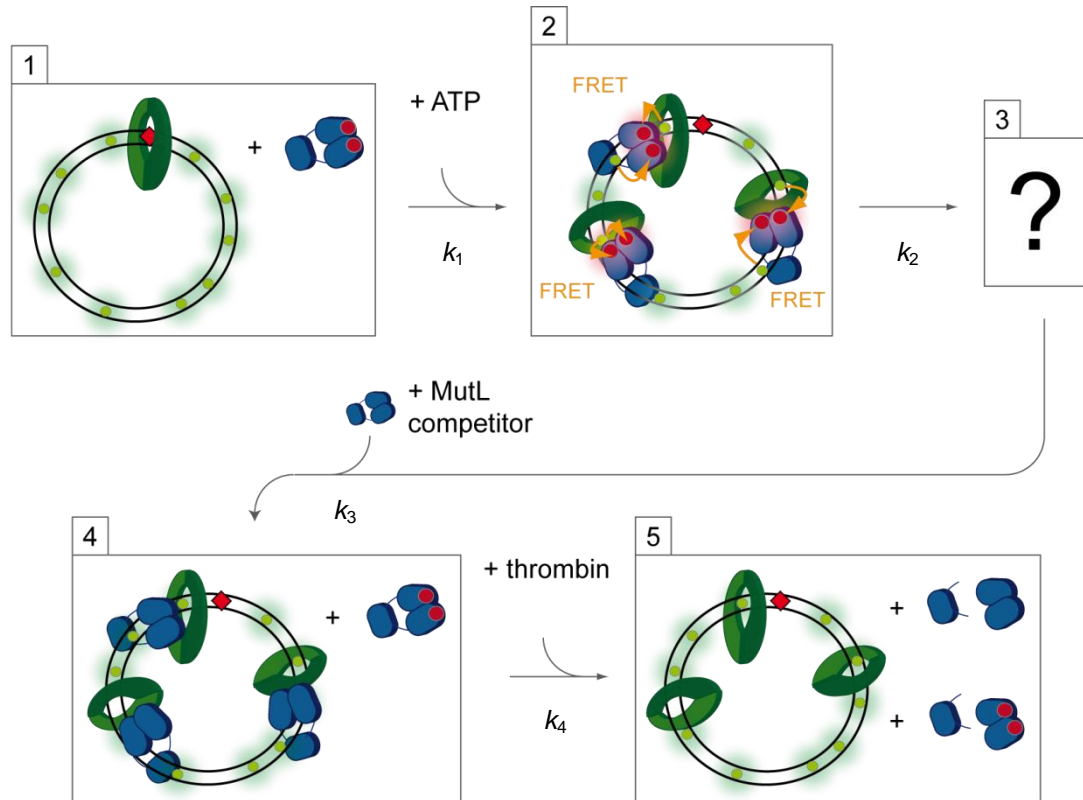 1
+
+ ATP
k1
2
FRET
FRET
FRET
k2
3
?
+ MutL
competitor
k3
4
+
+ thrombin
k4
5
+
+